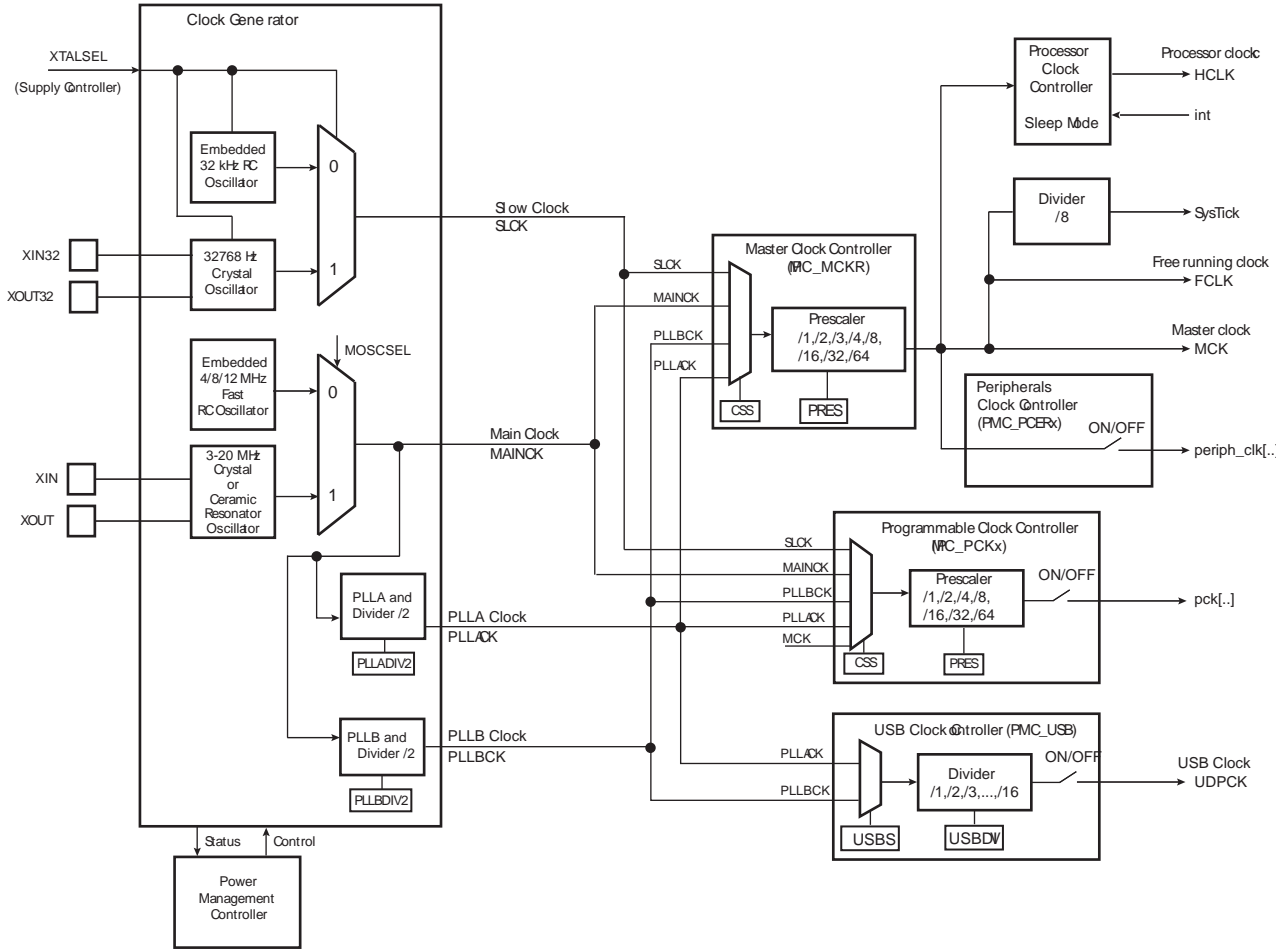 Clock Generator
XTALSEL
(Supply Controller)
Embedded
32 kHz RC
Oscillator
0
XIN32
XOUT32
32768 Hz
Crystal
Oscillator
1
Slow Clock
SLCK
MOSCSEL
Embedded
4/8/12 MHz
Fast
RC Oscillator
0
XIN
XOUT
3-20 MHz
Crystal
or
Ceramic
Resonator
Oscillator
1
Main Clock
MAINCK
PLLA and
Divider /2
PLLADIV2
PLLA Clock
PLLACK
PLLB and
Divider /2
PLLBDIV2
PLLB Clock
PLLBCK
Status
Control
Power
Management
Controller
Master Clock Controller
(PMC_MCKR)
SLCK
MAINCK
PLLBCK
PLLACK
Prescaler
/1,/2,/3,/4,/8,
/16,/32,/64
CSS
PRES
Processor
Clock
Controller
Sleep Mode
Processor clock
HCLK
int
Divider
/8
SysTick
Free running clock
FCLK
Master clock
MCK
Peripherals
Clock Controller
(PMC_PCERx)
ON/OFF
periph_clk[..]
Programmable Clock Controller
(PMC_PCKx)
SLCK
MAINCK
PLLBCK
PLLACK
MCK
Prescaler
/1,/2,/4,/8,
/16,/32,/64
ON/OFF
CSS
PRES
pck[..]
USB Clock Controller (PMC_USB)
PLLACK
PLLBCK
Divider
/1,/2,/3,...,/16
ON/OFF
USBS
USBDIV
USB Clock
UDPCK